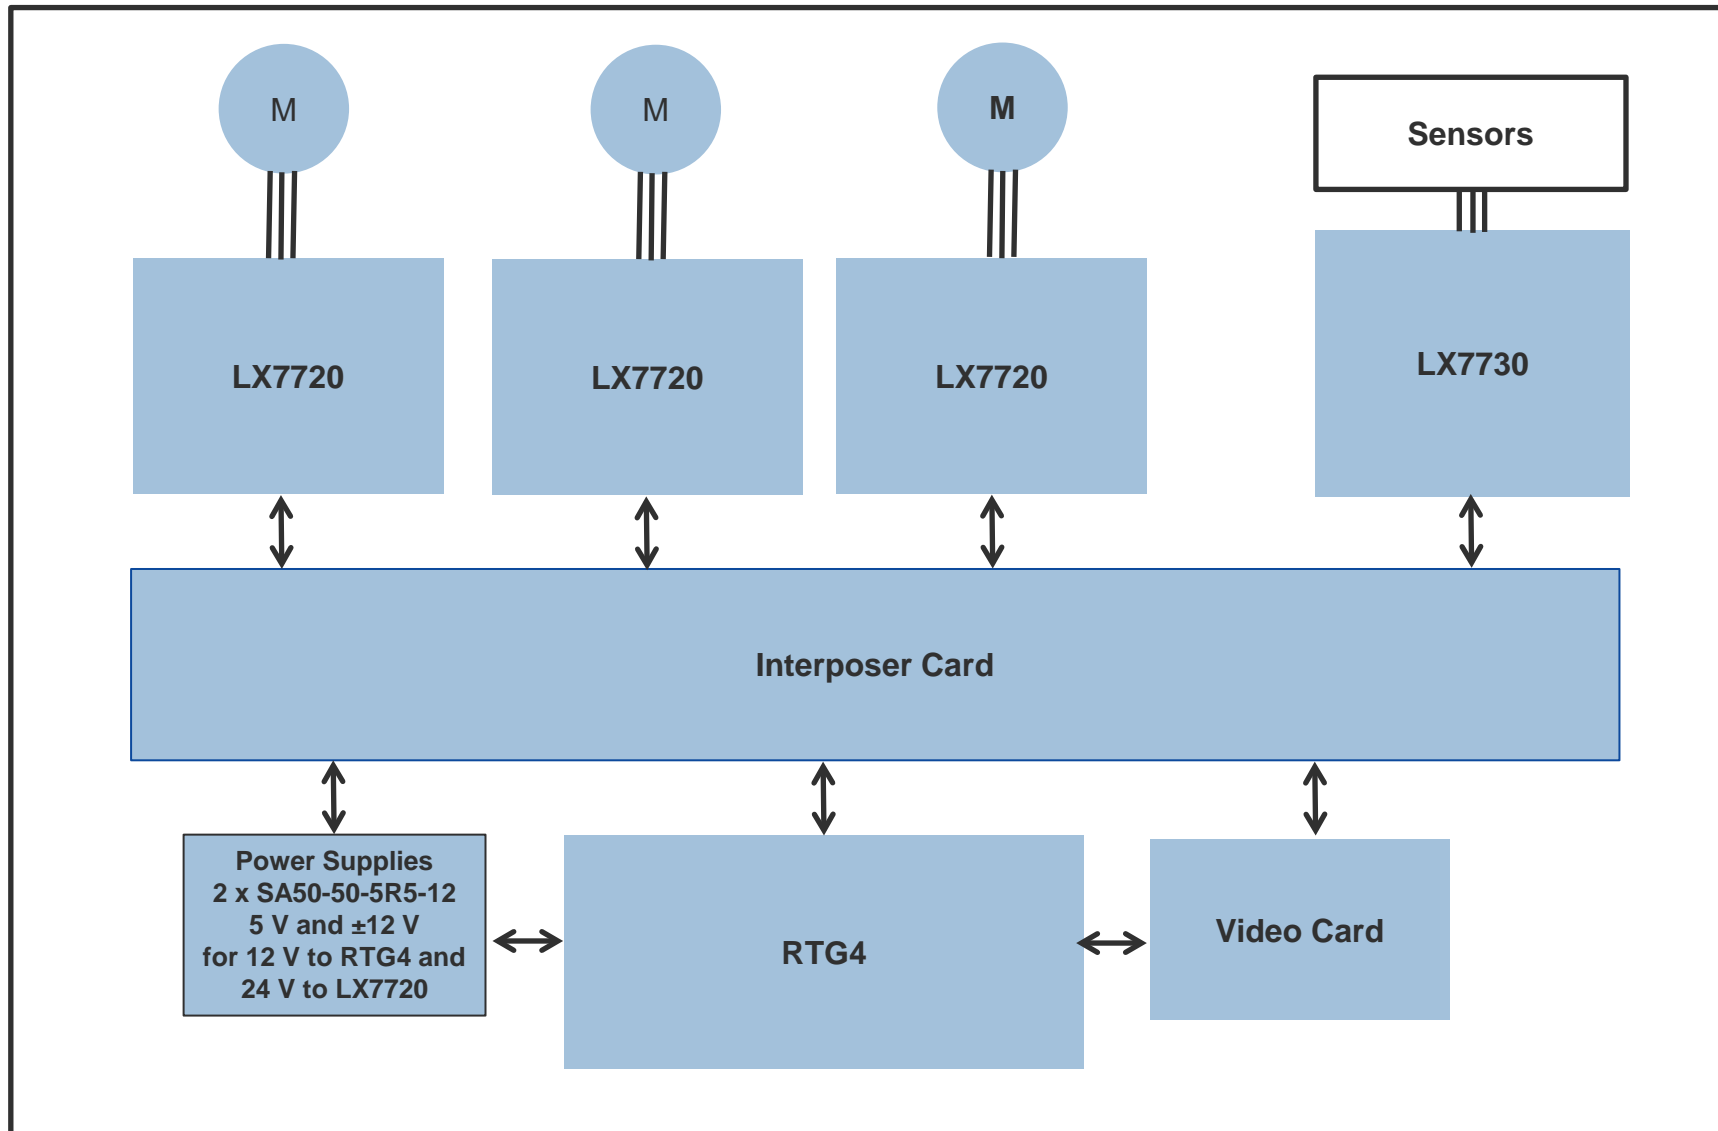 M
M
M
Sensors
LX7720
LX7720
LX7720
LX7730
Interposer Card
Power Supplies
2 x SA50-50-5R5-12
5 V and ±12 V
for 12 V to RTG4 and
24 V to LX7720
RTG4
Video Card